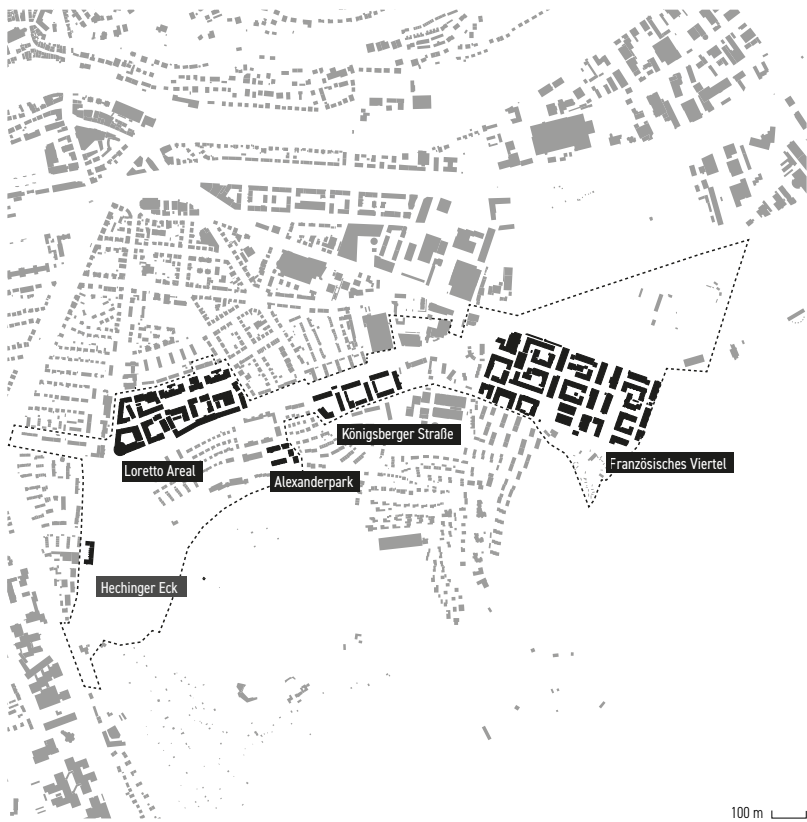 Königsberger Straße
Französisches Viertel
Loretto Areal
Alexanderpark
Hechinger Eck
100 m